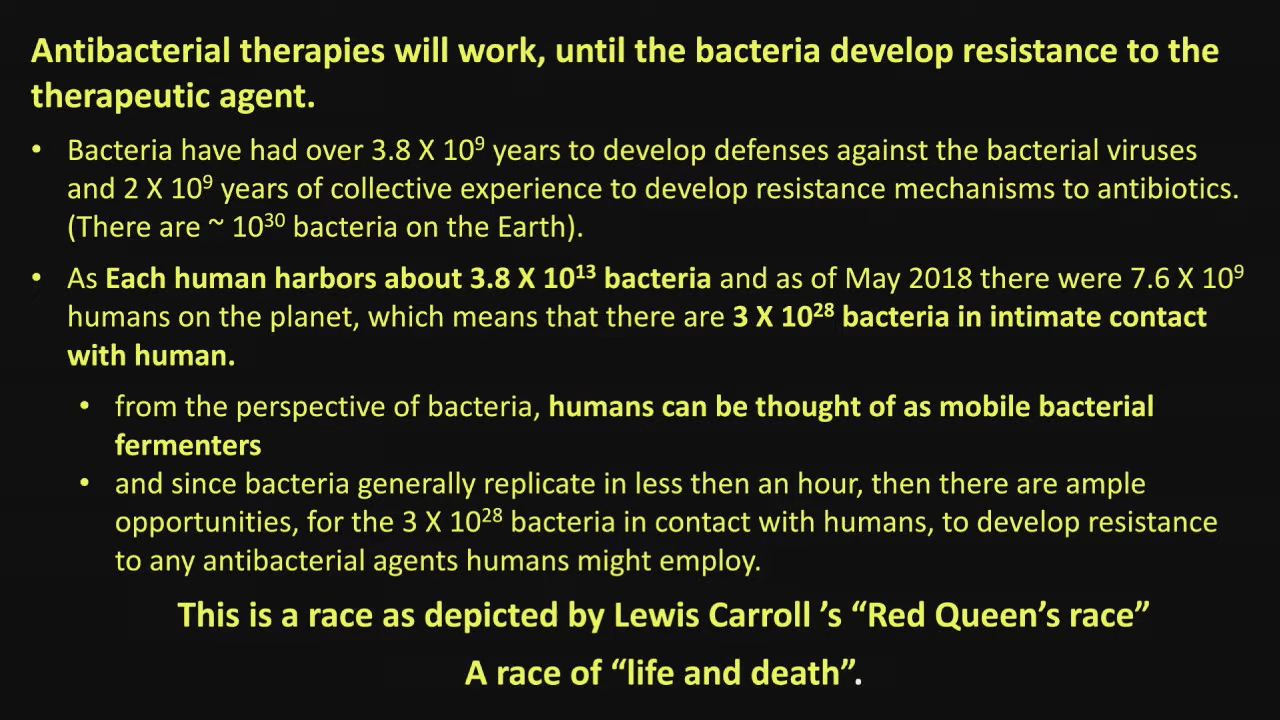 Antibacterial therapies will work, until the bacteria develop resistance to the
therapeutic agent.
• Bacteria have had over 3.8 X 10⁹ years to develop defenses against the bacterial viruses
and 2 X 10⁹ years of collective experience to develop resistance mechanisms to antibiotics.
(There are ~ 10³⁰ bacteria on the Earth).
• As Each human harbors about 3.8 X 10¹³ bacteria and as of May 2018 there were 7.6 X 10⁹
humans on the planet, which means that there are 3 X 10²⁸ bacteria in intimate contact
with human.
• from the perspective of bacteria, humans can be thought of as mobile bacterial
fermenters
• and since bacteria generally replicate in less then an hour, then there are ample
opportunities, for the 3 X 10²⁸ bacteria in contact with humans, to develop resistance
to any antibacterial agents humans might employ.
This is a race as depicted by Lewis Carroll ’s “Red Queen’s race”
A race of “life and death”.